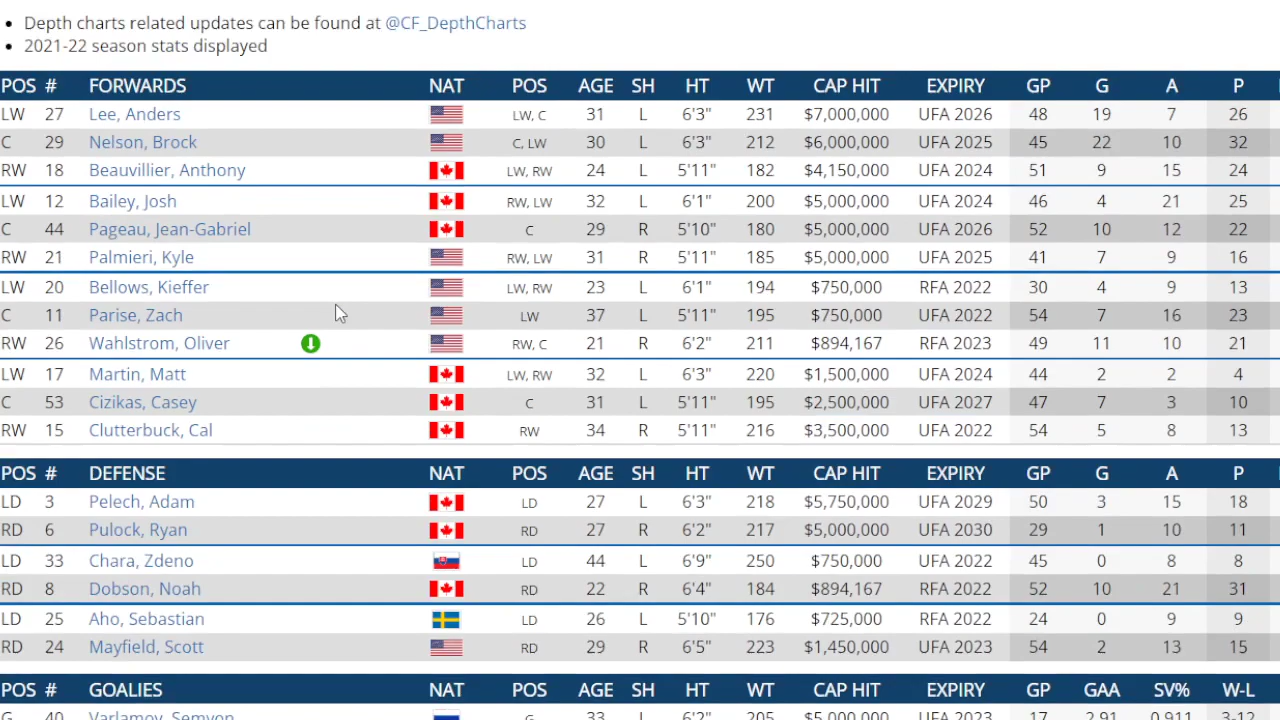 Depth charts related updates can be found at @CF_DepthCharts
2021-22 season stats displayed
POS # FORWARDS NAT POS AGE SH HT WT CAP HIT EXPIRY GP G A P
LW 27 Lee, Anders LW, C 31 L 6'3" 231 $7,000,000 UFA 2026 48 19 7 26
C 29 Nelson, Brock C, LW 30 L 6'3" 212 $6,000,000 UFA 2025 45 22 10 32
RW 18 Beauvillier, Anthony LW, RW 24 L 5'11" 182 $4,150,000 UFA 2024 51 9 15 24
LW 12 Bailey, Josh RW, LW 32 L 6'1" 200 $5,000,000 UFA 2024 46 4 21 25
C 44 Pageau, Jean-Gabriel C 29 R 5'10" 180 $5,000,000 UFA 2026 52 10 12 22
RW 21 Palmieri, Kyle RW, LW 31 R 5'11" 185 $5,000,000 UFA 2025 41 7 9 16
LW 20 Bellows, Kieffer LW, RW 23 L 6'1" 194 $750,000 RFA 2022 30 4 9 13
C 11 Parise, Zach LW 37 L 5'11" 195 $750,000 UFA 2022 54 7 16 23
RW 26 Wahlstrom, Oliver RW, C 21 R 6'2" 211 $894,167 RFA 2023 49 11 10 21
LW 17 Martin, Matt LW, RW 32 L 6'3" 220 $1,500,000 UFA 2024 44 2 2 4
C 53 Cizikas, Casey C 31 L 5'11" 195 $2,500,000 UFA 2027 47 7 3 10
RW 15 Clutterbuck, Cal RW 34 R 5'11" 216 $3,500,000 UFA 2022 54 5 8 13
POS # DEFENSE NAT POS AGE SH HT WT CAP HIT EXPIRY GP G A P
LD 3 Pelech, Adam LD 27 L 6'3" 218 $5,750,000 UFA 2029 50 3 15 18
RD 6 Pulock, Ryan RD 27 R 6'2" 217 $5,000,000 UFA 2030 29 1 10 11
LD 33 Chara, Zdeno LD 44 L 6'9" 250 $750,000 UFA 2022 45 0 8 8
RD 8 Dobson, Noah RD 22 R 6'4" 184 $894,167 RFA 2022 52 10 21 31
LD 25 Aho, Sebastian LD 26 L 5'10" 176 $725,000 RFA 2022 24 0 9 9
RD 24 Mayfield, Scott RD 29 R 6'5" 223 $1,450,000 UFA 2023 54 2 13 15
POS # GOALIES NAT POS AGE SH HT WT CAP HIT EXPIRY GP GAA SV% W-L
G 40 Varlamov, Semyon G 33 L 6'2" 205 $5,000,000 UFA 2023 17 2.91 0.911 3-12